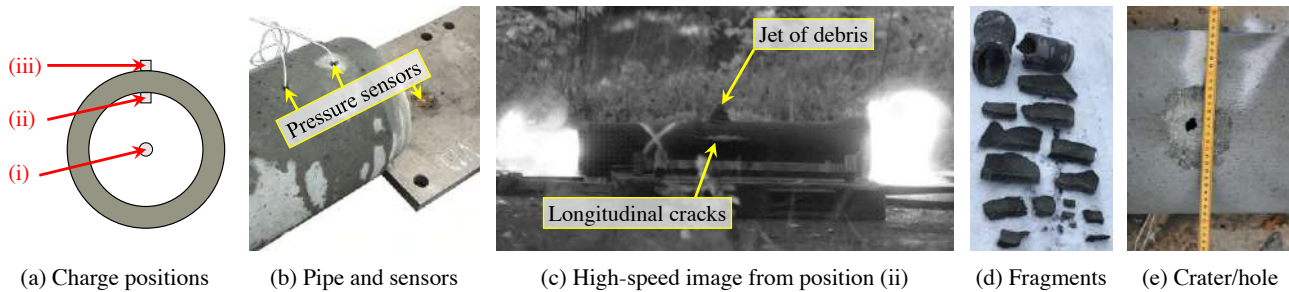 (iii)
(ii)
(i)
Pressure sensors
Jet of debris
Longitudinal cracks
(a) Charge positions
(b) Pipe and sensors
(c) High-speed image from position (ii)
(d) Fragments
(e) Crater/hole